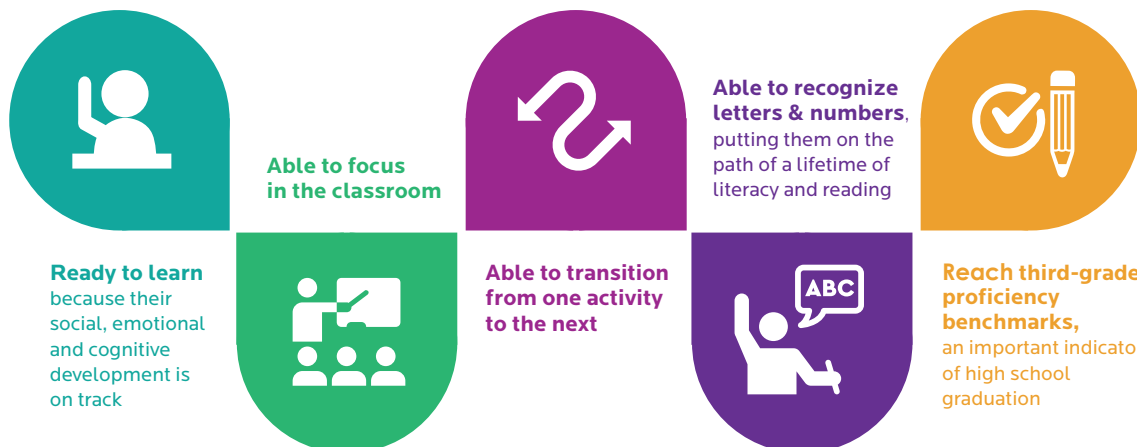 Ready to learn
because their
social, emotional
and cognitive
development is
on track
Able to focus
in the classroom
Able to transition
from one activity
to the next
Able to recognize
letters & numbers,
putting them on the
path of a lifetime of
literacy and reading
ABC
Reach third-grade
proficiency
benchmarks,
an important indicato
of high school
graduation